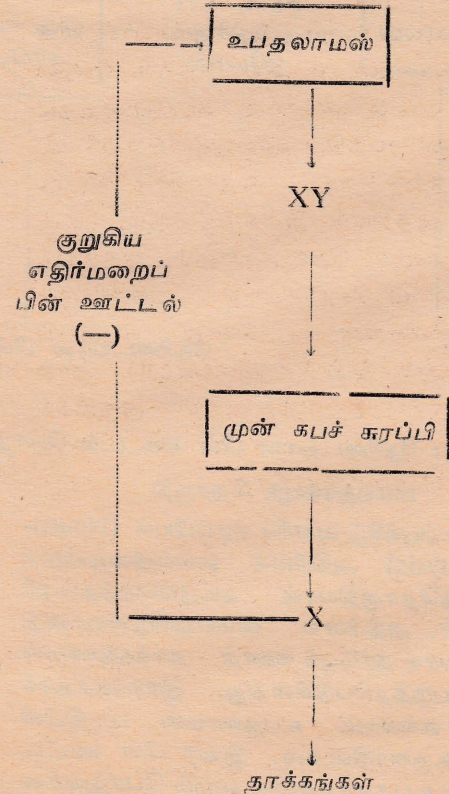 உபதலாமஸ்
XY
குறுகிய
எதிர்மறைப்
பின் ஊட்டல்
(—)
முன் கபச் சுரப்பி
X
தாக்கங்கள்